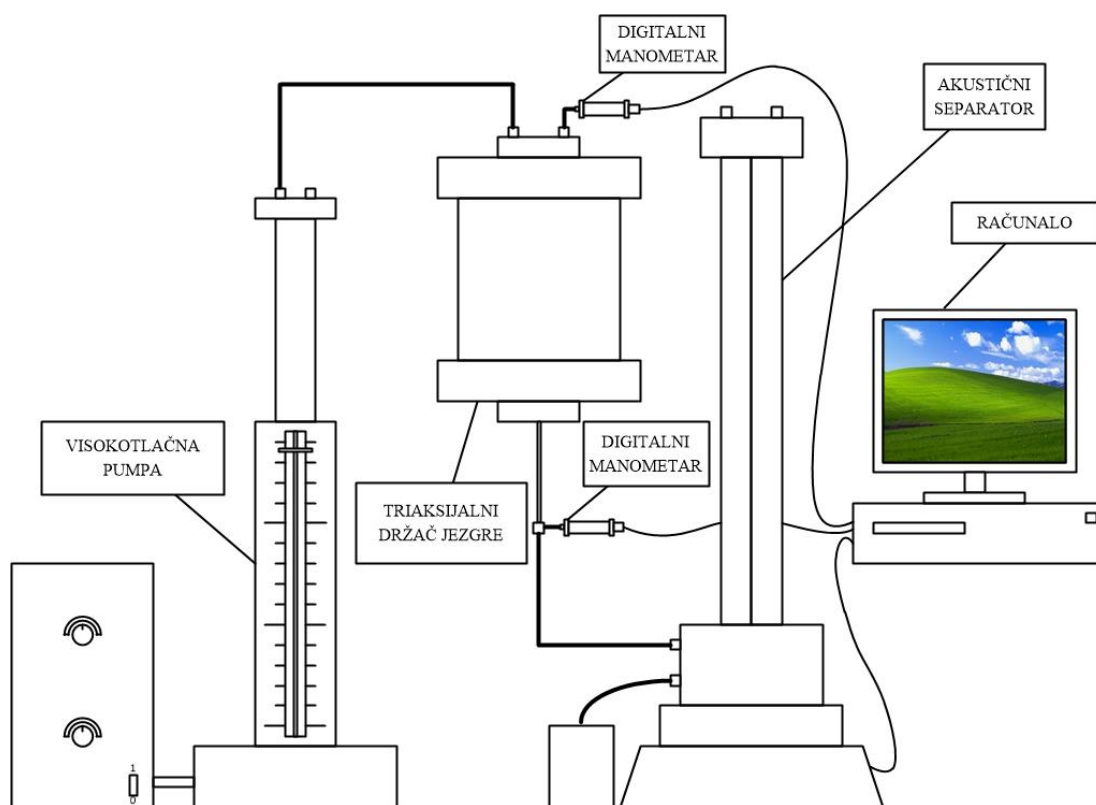 DIGITALNI
MANOMETAR
AKUSTIČNI
SEPARATOR
RAČUNALO
VISOKOTLAČNA
PUMPA
DIGITALNI
MANOMETAR
TRIAKSIJALNI
DRŽAČ JEZGRE
1
0